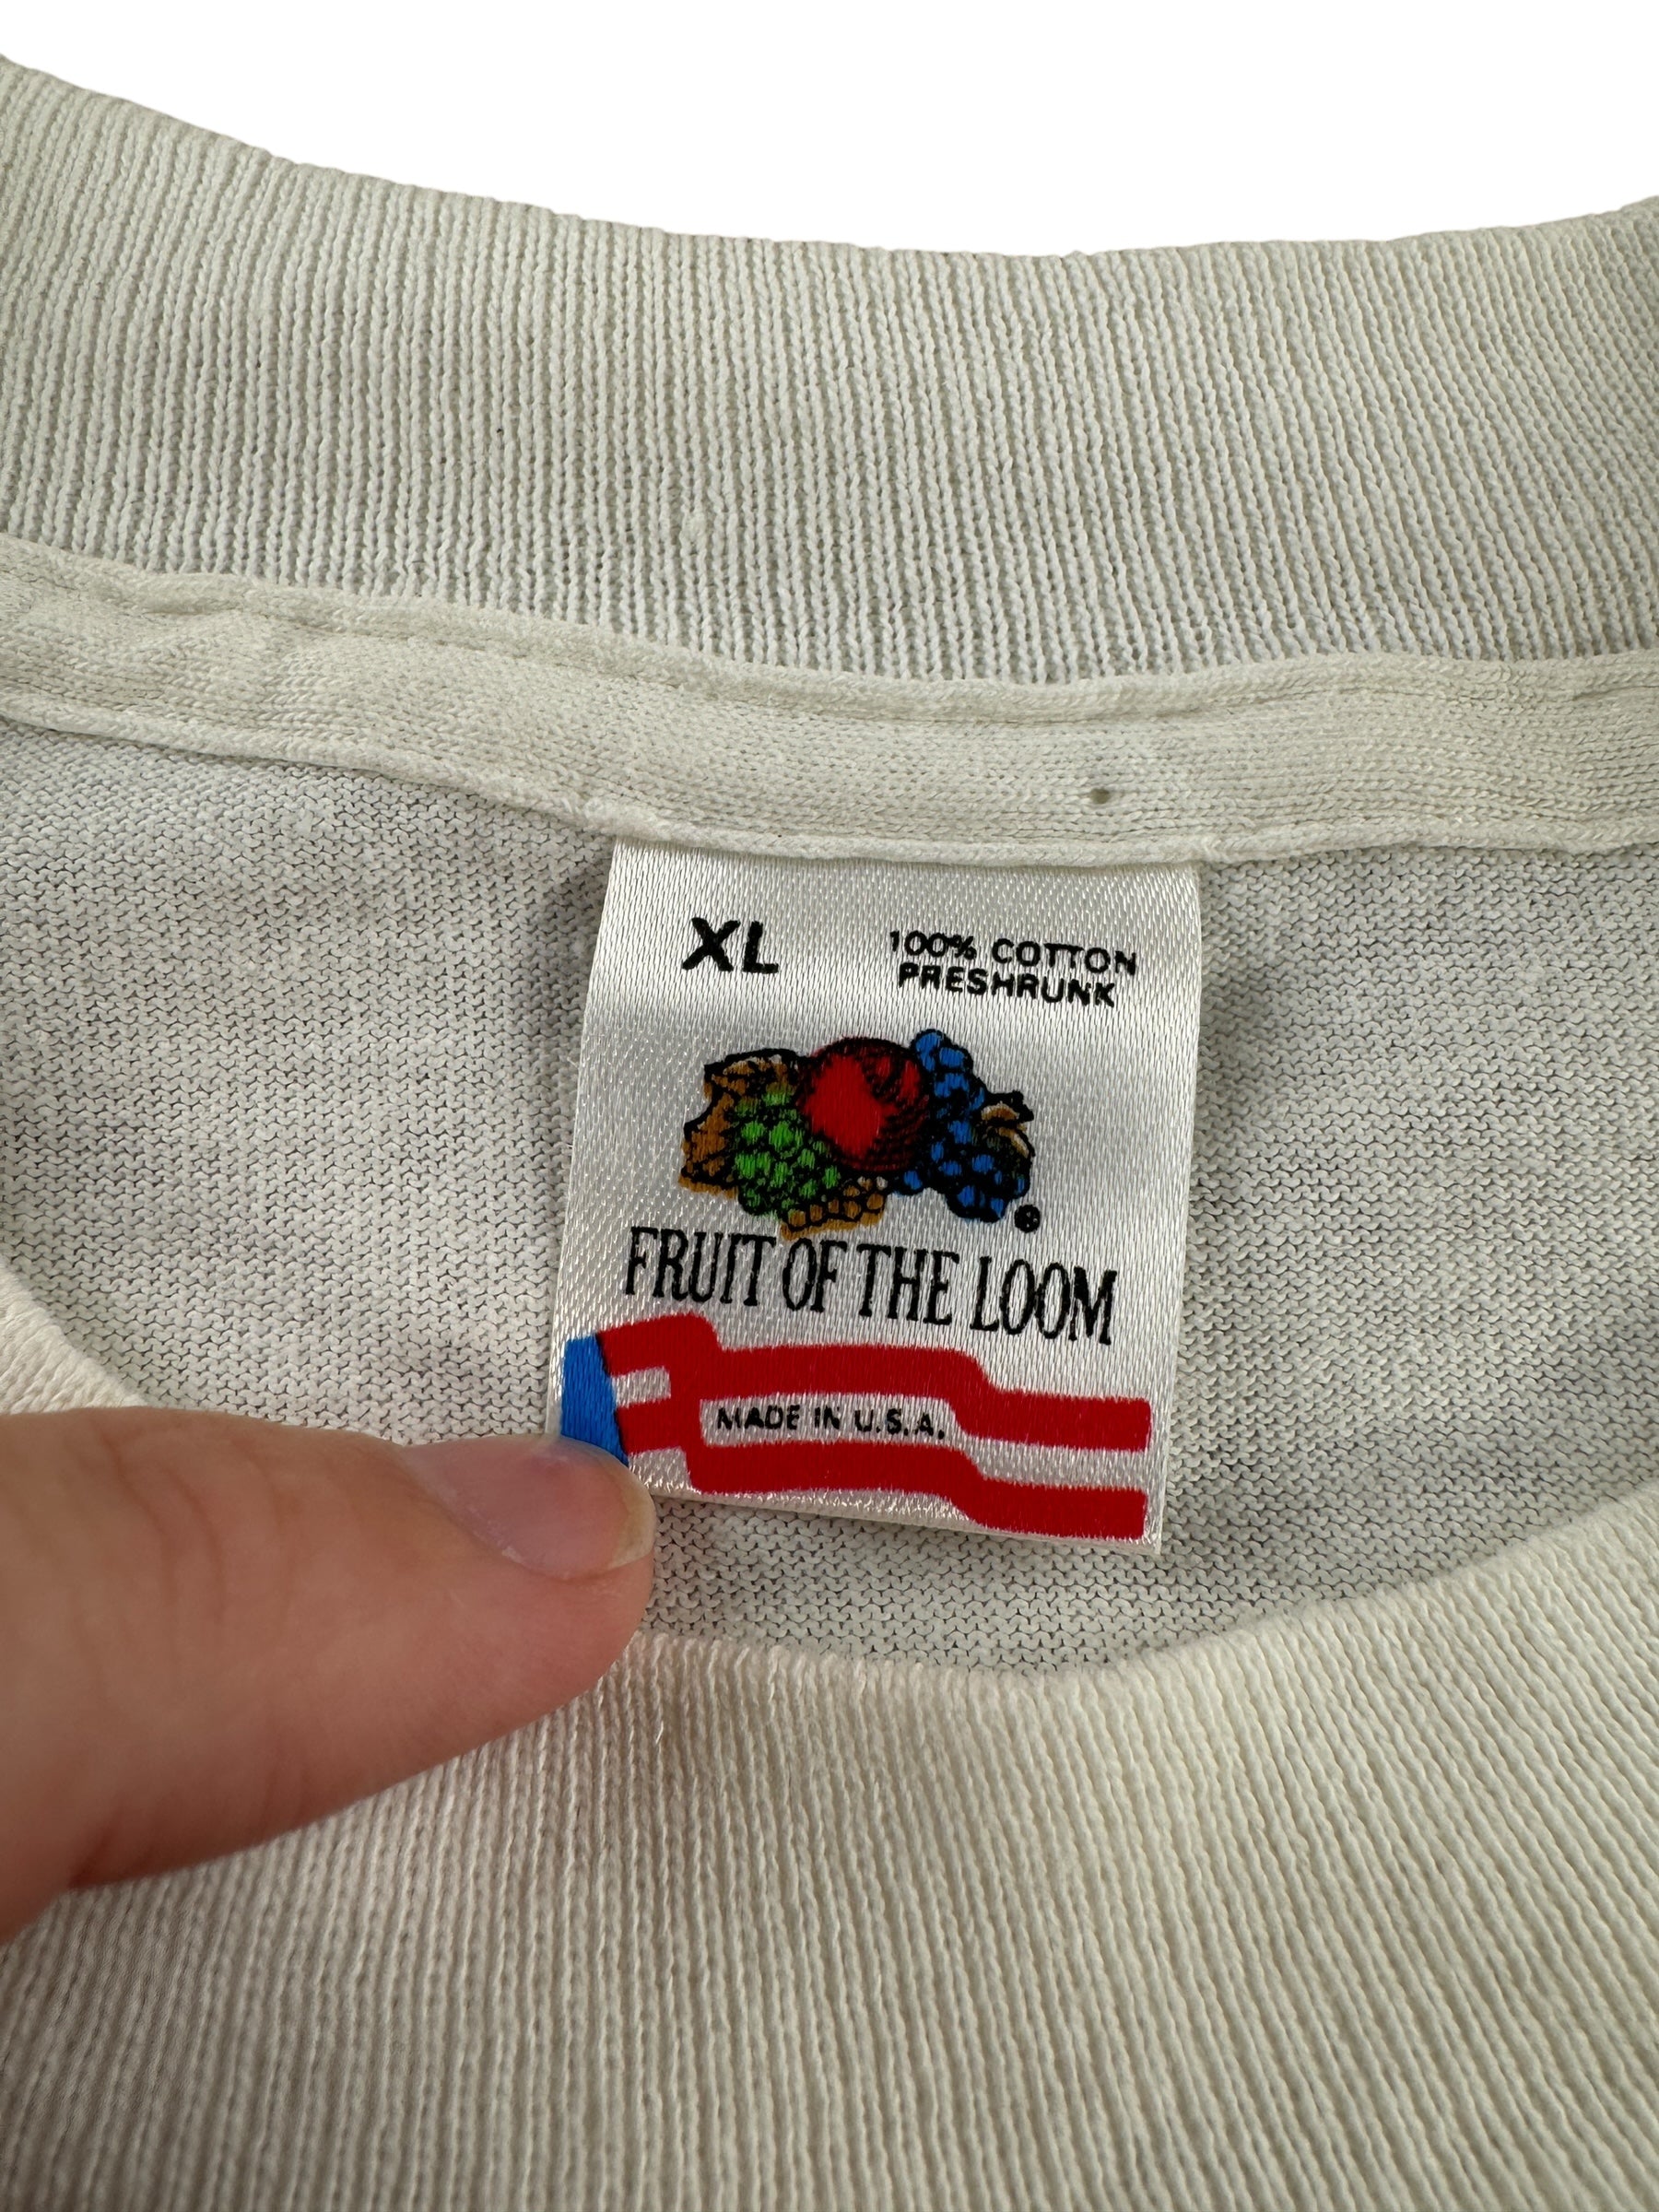 XL
100% COTTON
PRESHRUNK
FRUIT OF THE LOOM
MADE IN U.S.A.